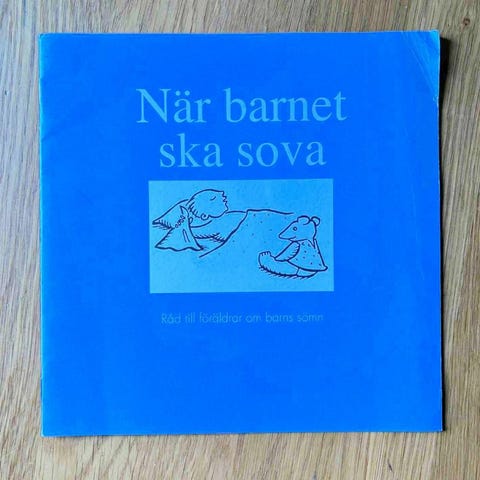 När barnet
ska sova
Råd till föräldrar om barns sömn